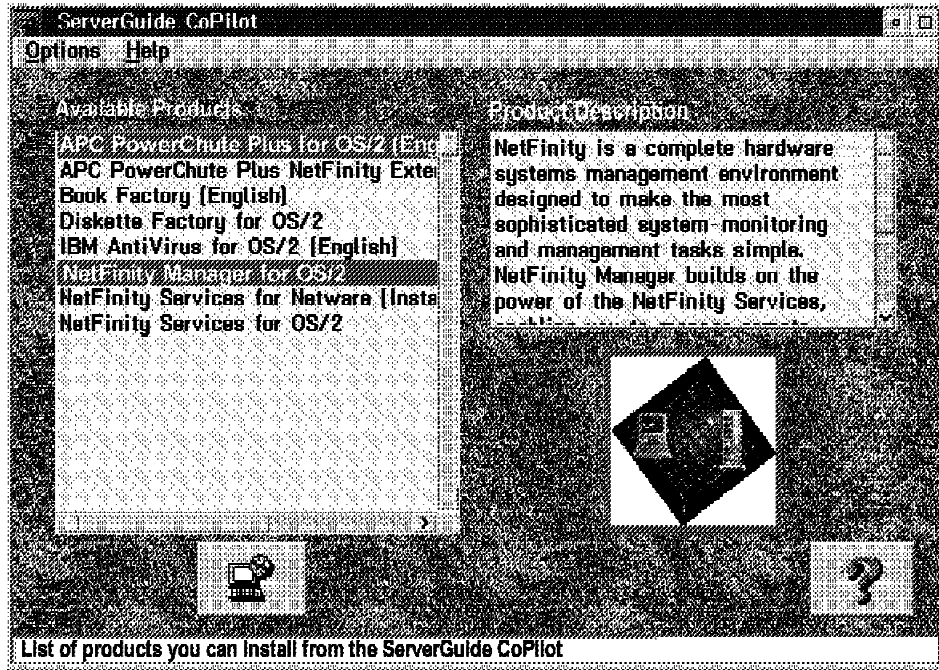 ServerGuide CoPilot
Options Help
Available Products
APC PowerChute Plus for OS/2 (Eng
APC PowerChute Plus NetFinity Exter
Book Factory (English)
Diskette Factory for OS/2
IBM AntiVirus for OS/2 (English)
NetFinity Manager for OS/2
NetFinity Services for Netware (Insta
NetFinity Services for OS/2
Product Description
NetFinity is a complete hardware
systems management environment
designed to make the most
sophisticated system-monitoring
and management tasks simple.
NetFinity Manager builds on the
power of the NetFinity Services,
List of products you can install from the ServerGuide CoPilot